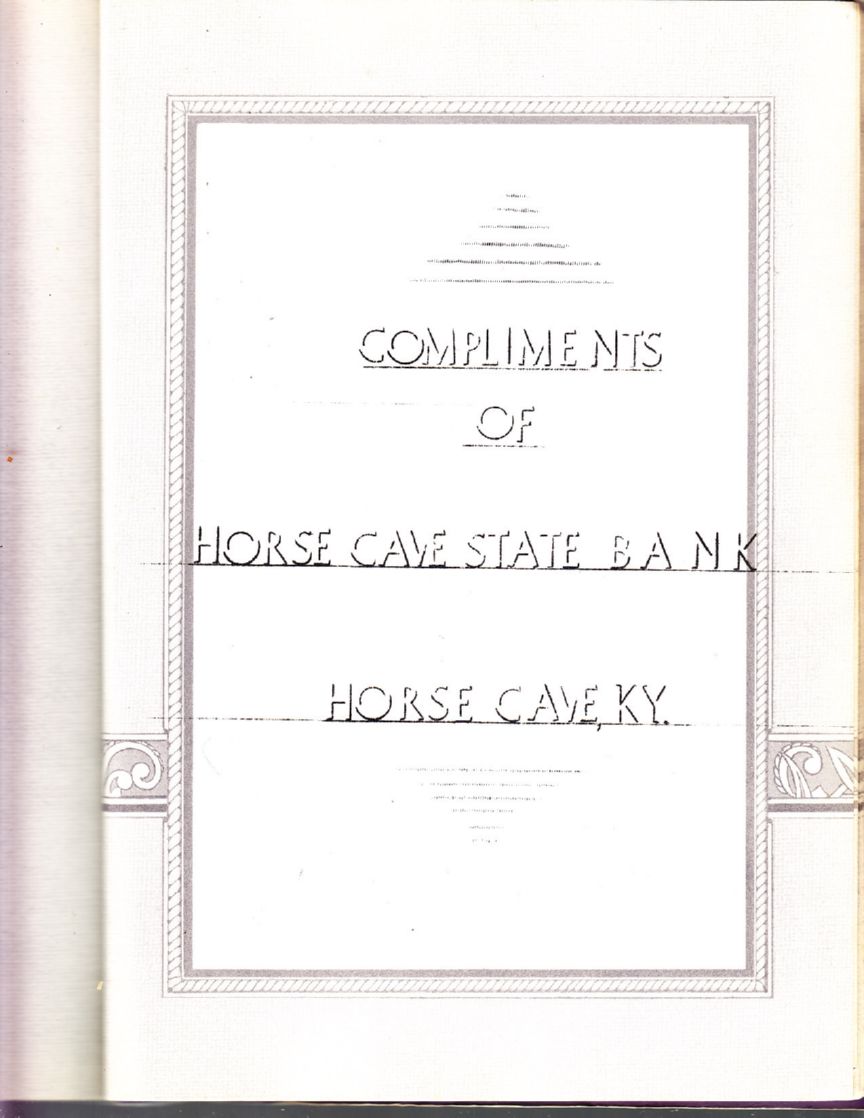 COMPLIMENTS
OF
HORSE CAVE STATE BANK
HORSE CAVE, KY.